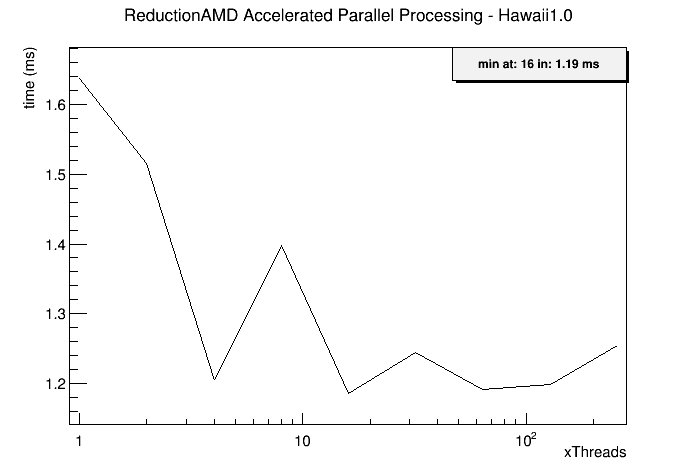 ReductionAMD Accelerated Parallel Processing - Hawaii1.0
time (ms)
min at: 16 in: 1.19 ms
1.6
1.5
1.4
1.3
1.2
1 10 10²
xThreads